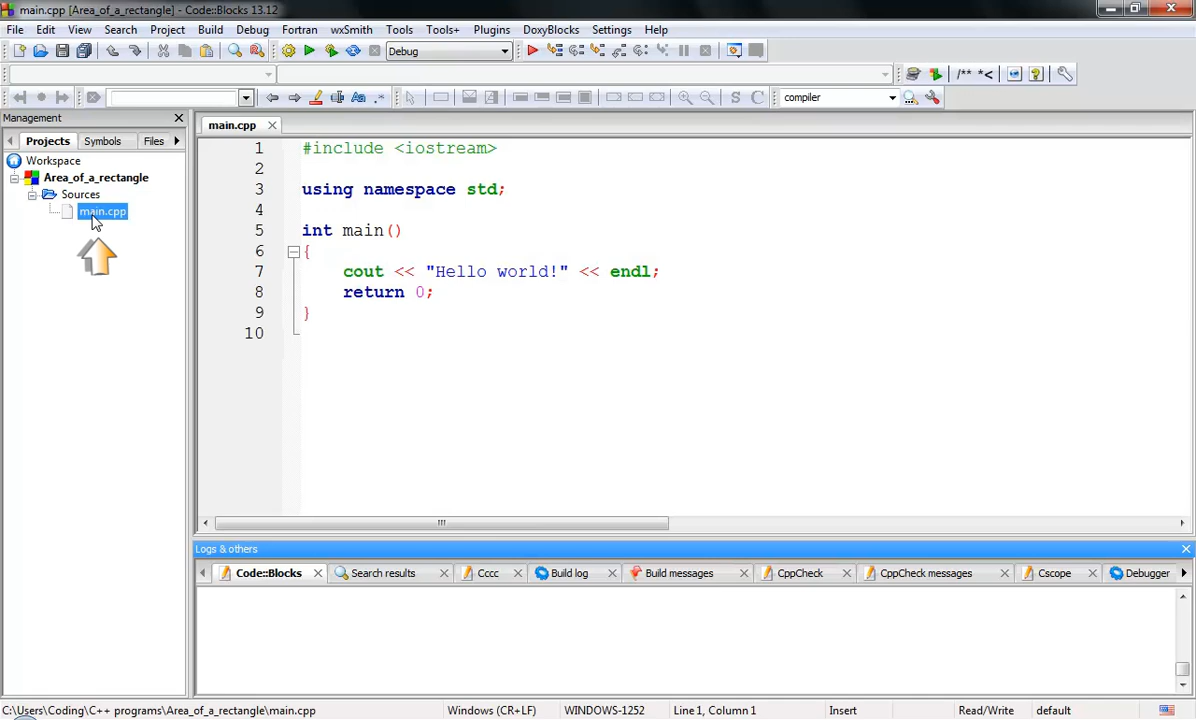 main.cpp [Area_of_a_rectangle] - Code::Blocks 13.12
File Edit View Search Project Build Debug Fortran wxSmith Tools Tools+ Plugins DoxyBlocks Settings Help
Debug
/** *<
Aa .* S C compiler
Management
Projects Symbols Files
main.cpp
Workspace
Area_of_a_rectangle
Sources
main.cpp
1 #include <iostream>
2
3 using namespace std;
4
5 int main()
6 {
7 cout << "Hello world!" << endl;
8 return 0;
9 }
10
Logs & others
Code::Blocks Search results Cccc Build log Build messages CppCheck CppCheck messages Cscope Debugger
C:\Users\Coding\C++ programs\Area_of_a_rectangle\main.cpp Windows (CR+LF) WINDOWS-1252 Line 1, Column 1 Insert Read/Write default